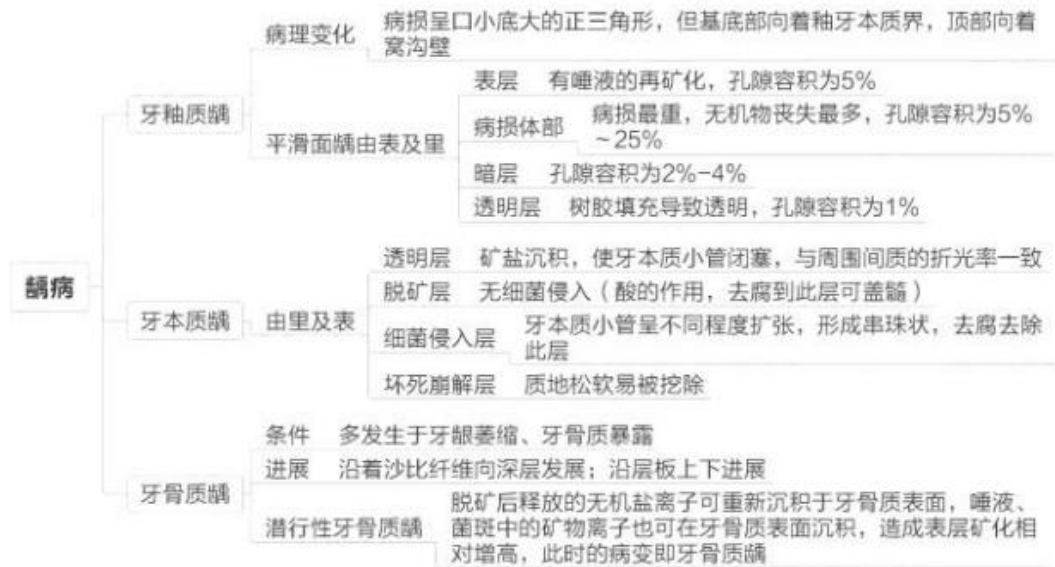 龋病
牙釉质龋
病理变化
病损呈口小底大的正三角形，但基底部向着釉牙本质界，顶部向着
窝沟壁
平滑面龋由表及里
表层 有唾液的再矿化，孔隙容积为5%
病损体部 病损最重，无机物丧失最多，孔隙容积为5%
～25%
暗层 孔隙容积为2%-4%
透明层 树胶填充导致透明，孔隙容积为1%
牙本质龋
由里及表
透明层 矿盐沉积，使牙本质小管闭塞，与周围间质的折光率一致
脱矿层 无细菌侵入（酸的作用，去腐到此层可盖髓）
细菌侵入层 牙本质小管呈不同程度扩张，形成串珠状，去腐去除
此层
坏死崩解层 质地松软易被挖除
牙骨质龋
条件 多发生于牙龈萎缩、牙骨质暴露
进展 沿着沙比纤维向深层发展；沿层板上下进展
潜行性牙骨质龋 脱矿后释放的无机盐离子可重新沉积于牙骨质表面，唾液、
菌斑中的矿物离子也可在牙骨质表面沉积，造成表层矿化相
对增高，此时的病变即牙骨质龋